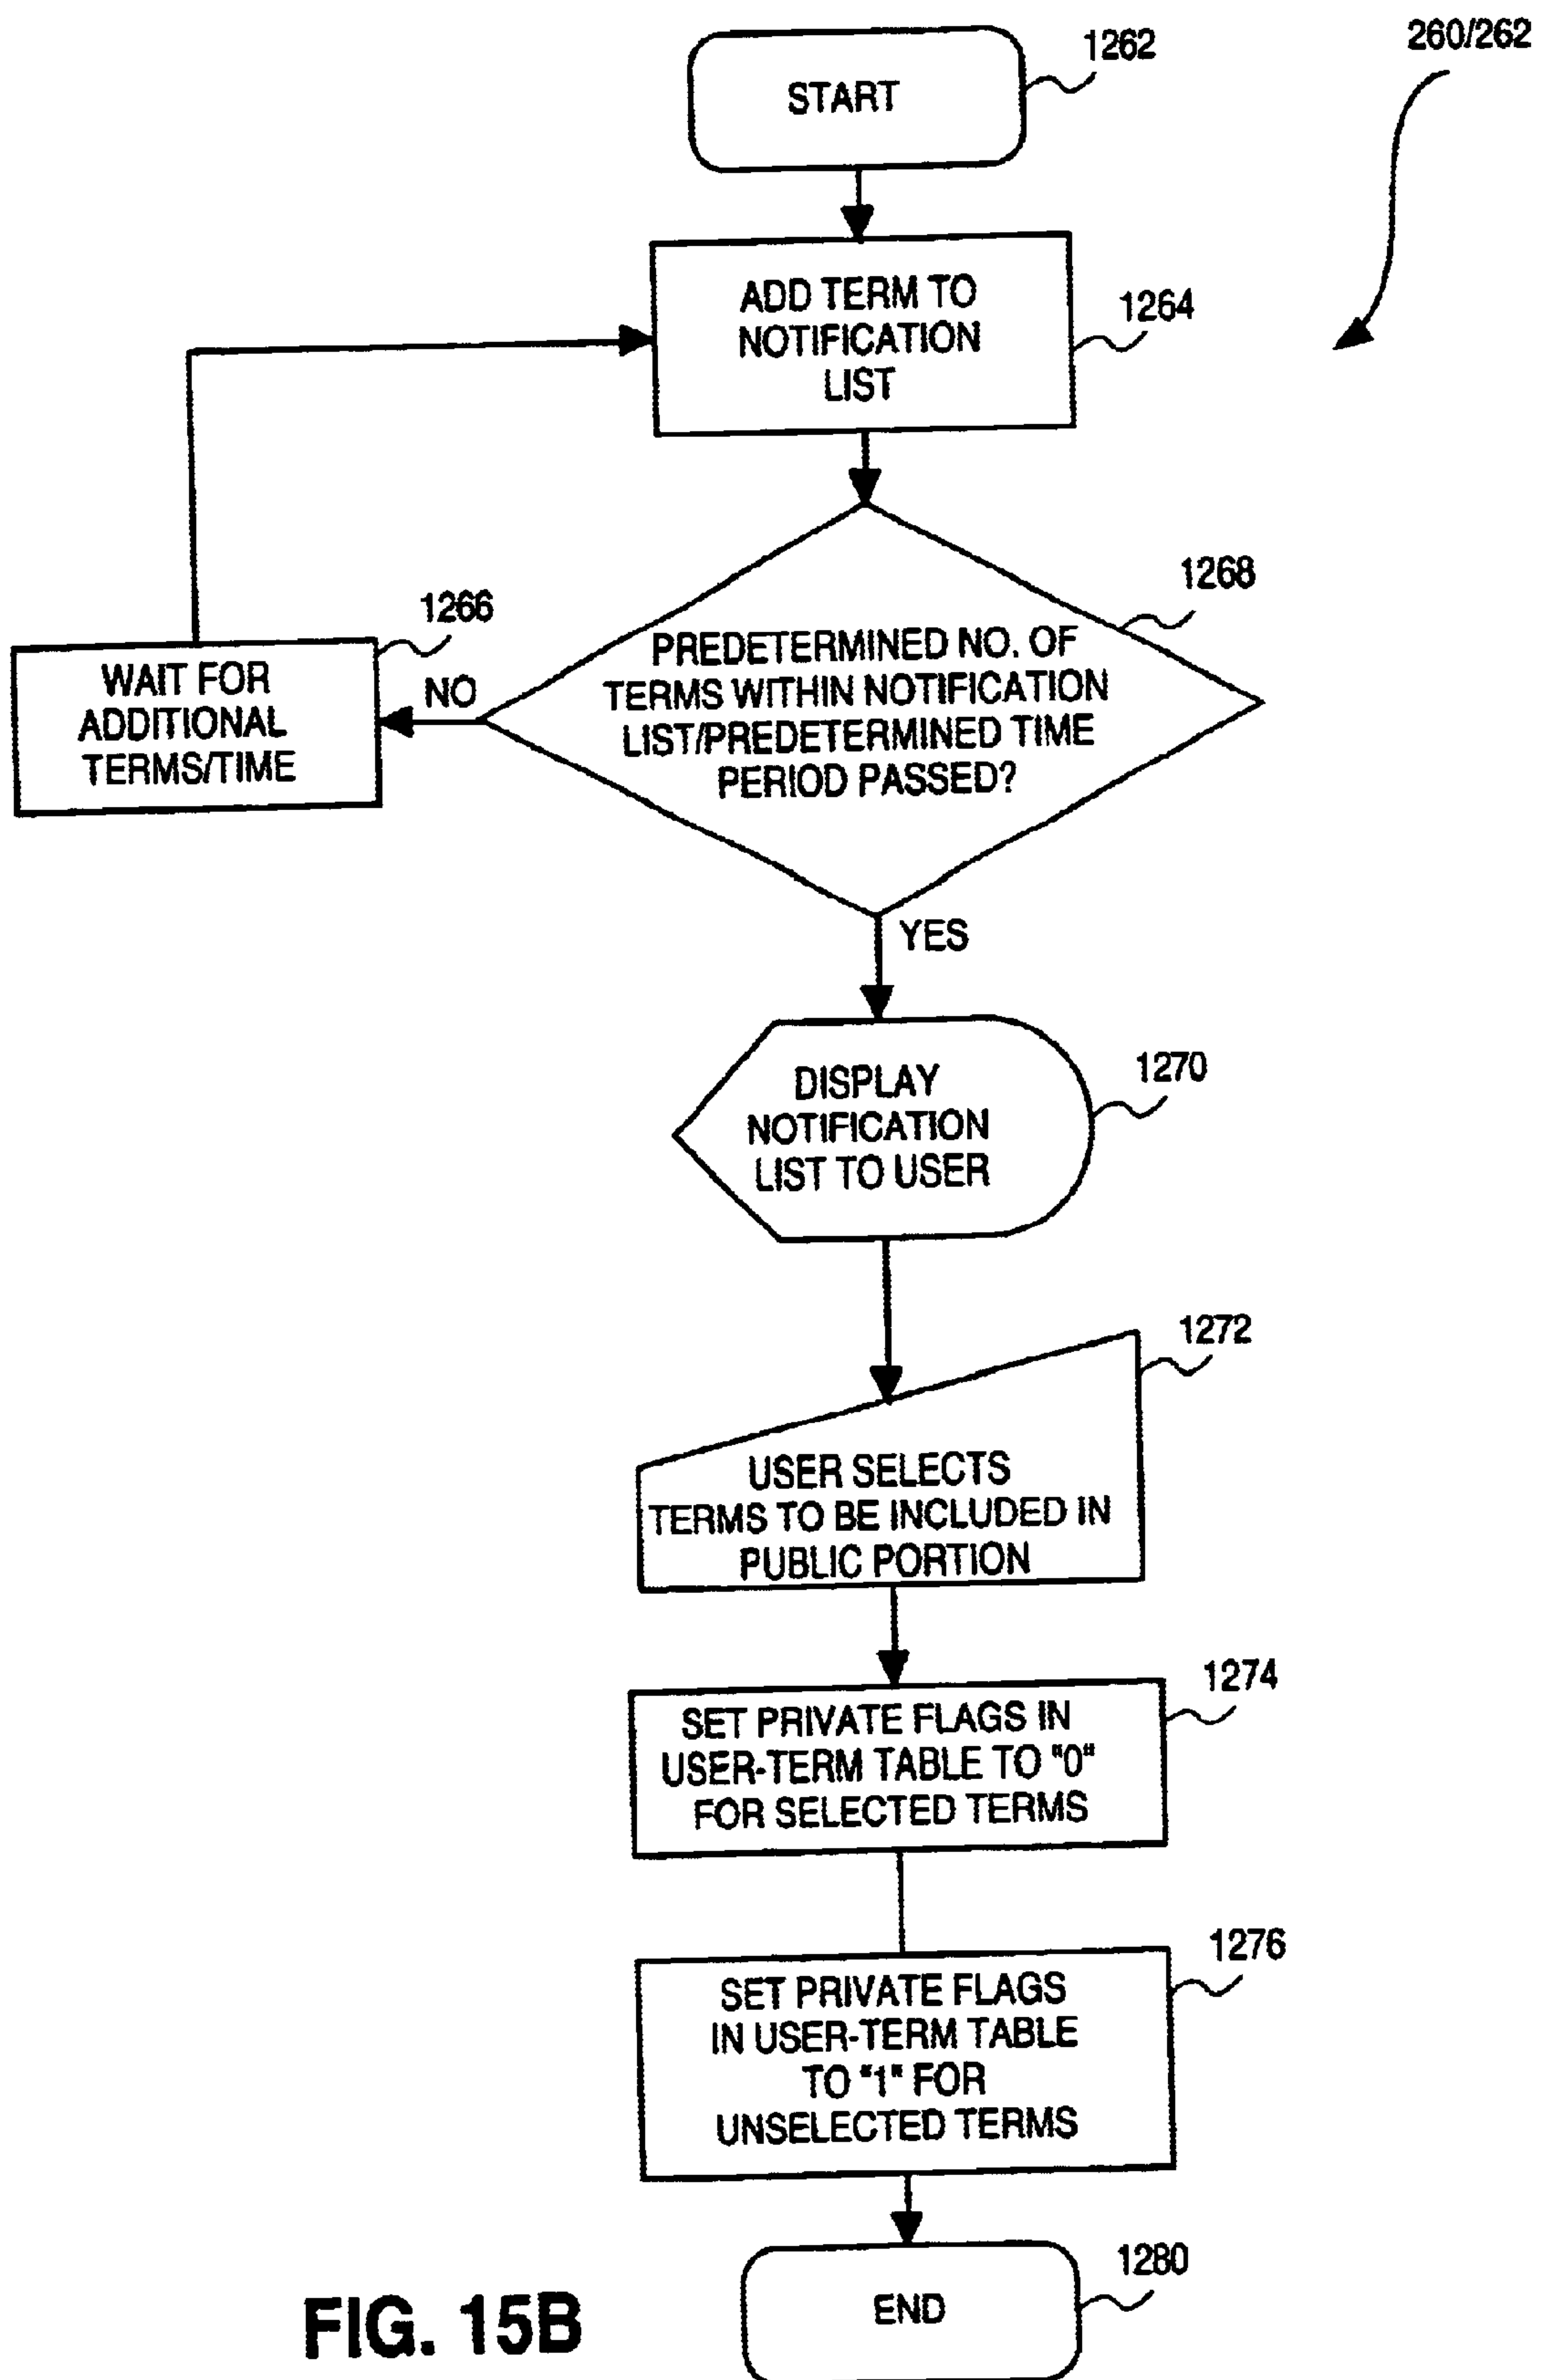 260/262
1262
START
1264
ADD TERM TO
NOTIFICATION
LIST
1268
PREDETERMINED NO. OF
TERMS WITHIN NOTIFICATION
LIST/PREDETERMINED TIME
PERIOD PASSED?
NO
1266
WAIT FOR
ADDITIONAL
TERMS/TIME
YES
1270
DISPLAY
NOTIFICATION
LIST TO USER
1272
USER SELECTS
TERMS TO BE INCLUDED IN
PUBLIC PORTION
1274
SET PRIVATE FLAGS IN
USER-TERM TABLE TO "0"
FOR SELECTED TERMS
1276
SET PRIVATE FLAGS
IN USER-TERM TABLE
TO "1" FOR
UNSELECTED TERMS
1280
END
FIG. 15B